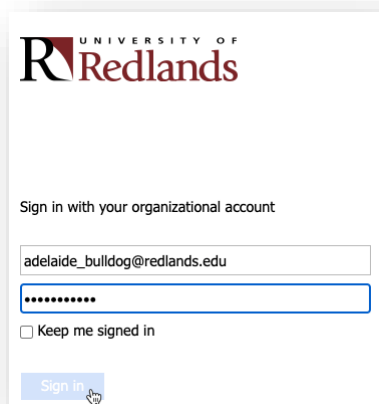 UNIVERSITY OF
Redlands
Sign in with your organizational account
adelaide_bulldog@redlands.edu
•••••••••••
Keep me signed in
Sign in